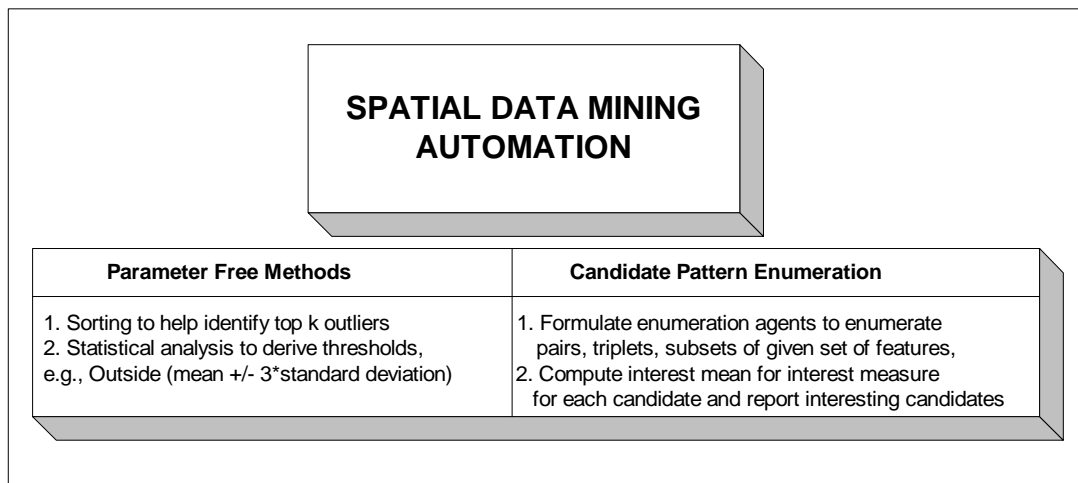 SPATIAL DATA MINING
AUTOMATION
Parameter Free Methods
1. Sorting to help identify top k outliers
2. Statistical analysis to derive thresholds,
e.g., Outside (mean +/- 3*standard deviation)
Candidate Pattern Enumeration
1. Formulate enumeration agents to enumerate
pairs, triplets, subsets of given set of features,
2. Compute interest mean for interest measure
for each candidate and report interesting candidates